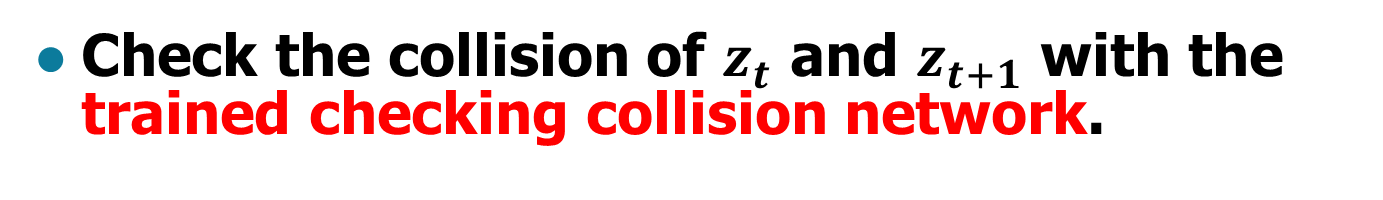 • Check the collision of z_t and z_{t+1} with the
trained checking collision network.